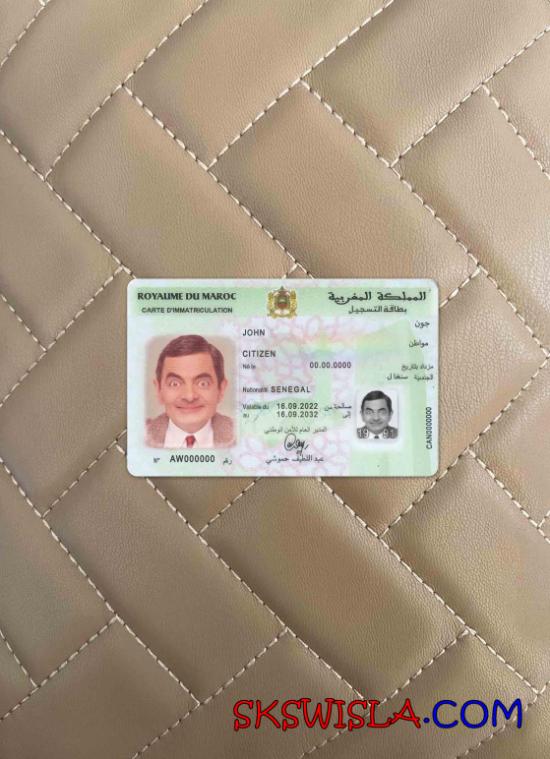 ROYAUME DU MAROC
المملكة المغربية
CARTE D'IMMATRICULATION
بطاقة التسجيل
JOHN
جون
CITIZEN
مواطن
Né le 00.00.0000 مزداد بتاريخ
Nationalité SENEGAL الجنسية سنغال
Valable du 16.09.2022 صالحة من
au 16.09.2032 إلى
المدير العام للأمن الوطني
عبد اللطيف حموشي
N° AW000000 رقم
CAN0000000
SKSWISLA.COM